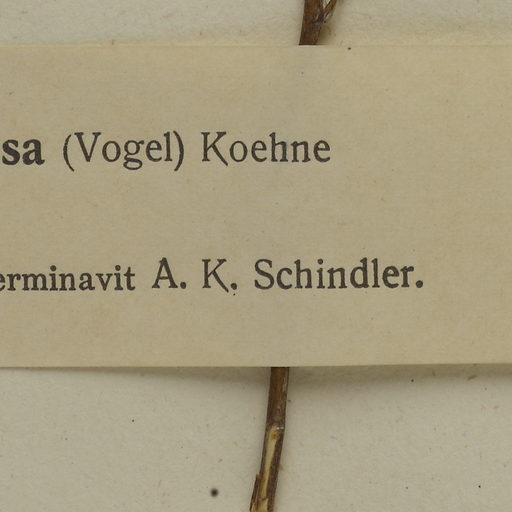 sa (Vogel) Koehne
erminavit A. K. Schindler.